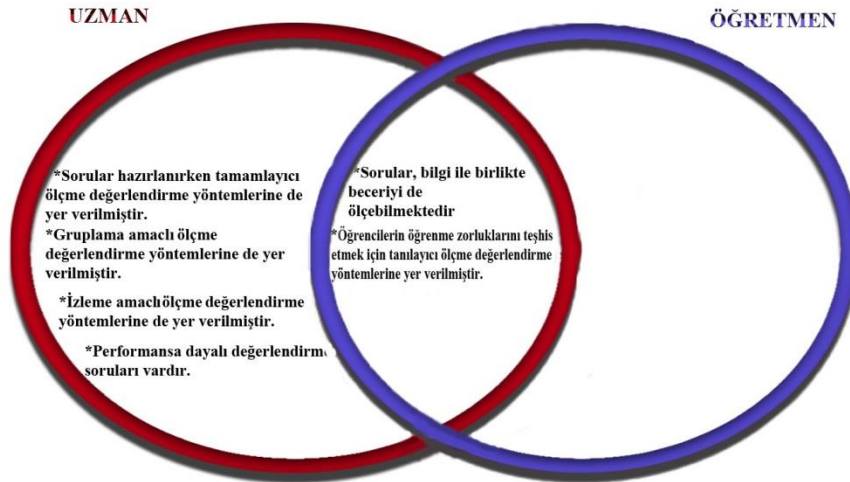 UZMAN
ÖĞRETMEN
*Sorular hazırlanırken tamamlayıcı
ölçme değerlendirme yöntemlerine de
yer verilmiştir.
*Gruplama amaçlı ölçme
değerlendirme yöntemlerine de yer
verilmiştir.
*İzleme amaçlı ölçme değerlendirme
yöntemlerine de yer verilmiştir.
*Performansa dayalı değerlendirme
soruları vardır.
*Sorular, bilgi ile birlikte
beceriyi de
ölçebilmektedir
*Öğrencilerin öğrenme zorluklarını teşhis
etmek için tanılayıcı ölçme değerlendirme
yöntemlerine yer verilmiştir.